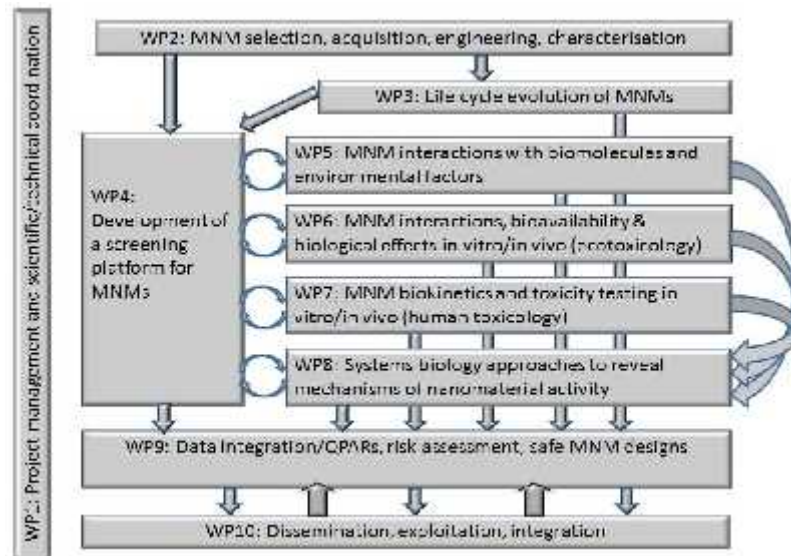 WP1: Project management and scientific/technical coordination
WP2: MNM selection, acquisition, engineering, characterisation
WP3: Life cycle evolution of MNMs
WP4:
Development of
a screening
platform for
MNMs
WP5: MNM interactions with biomolecules and
environmental factors
WP6: MNM interactions, bioavailability &
biological effects in vitro/in vivo (ecotoxicology)
WP7: MNM biokinetics and toxicity testing in
vitro/in vivo (human toxicology)
WP8: Systems biology approaches to reveal
mechanisms of nanomaterial activity
WP9: Data integration/QPARs, risk assessment, safe MNM designs
WP10: Dissemination, exploitation, integration